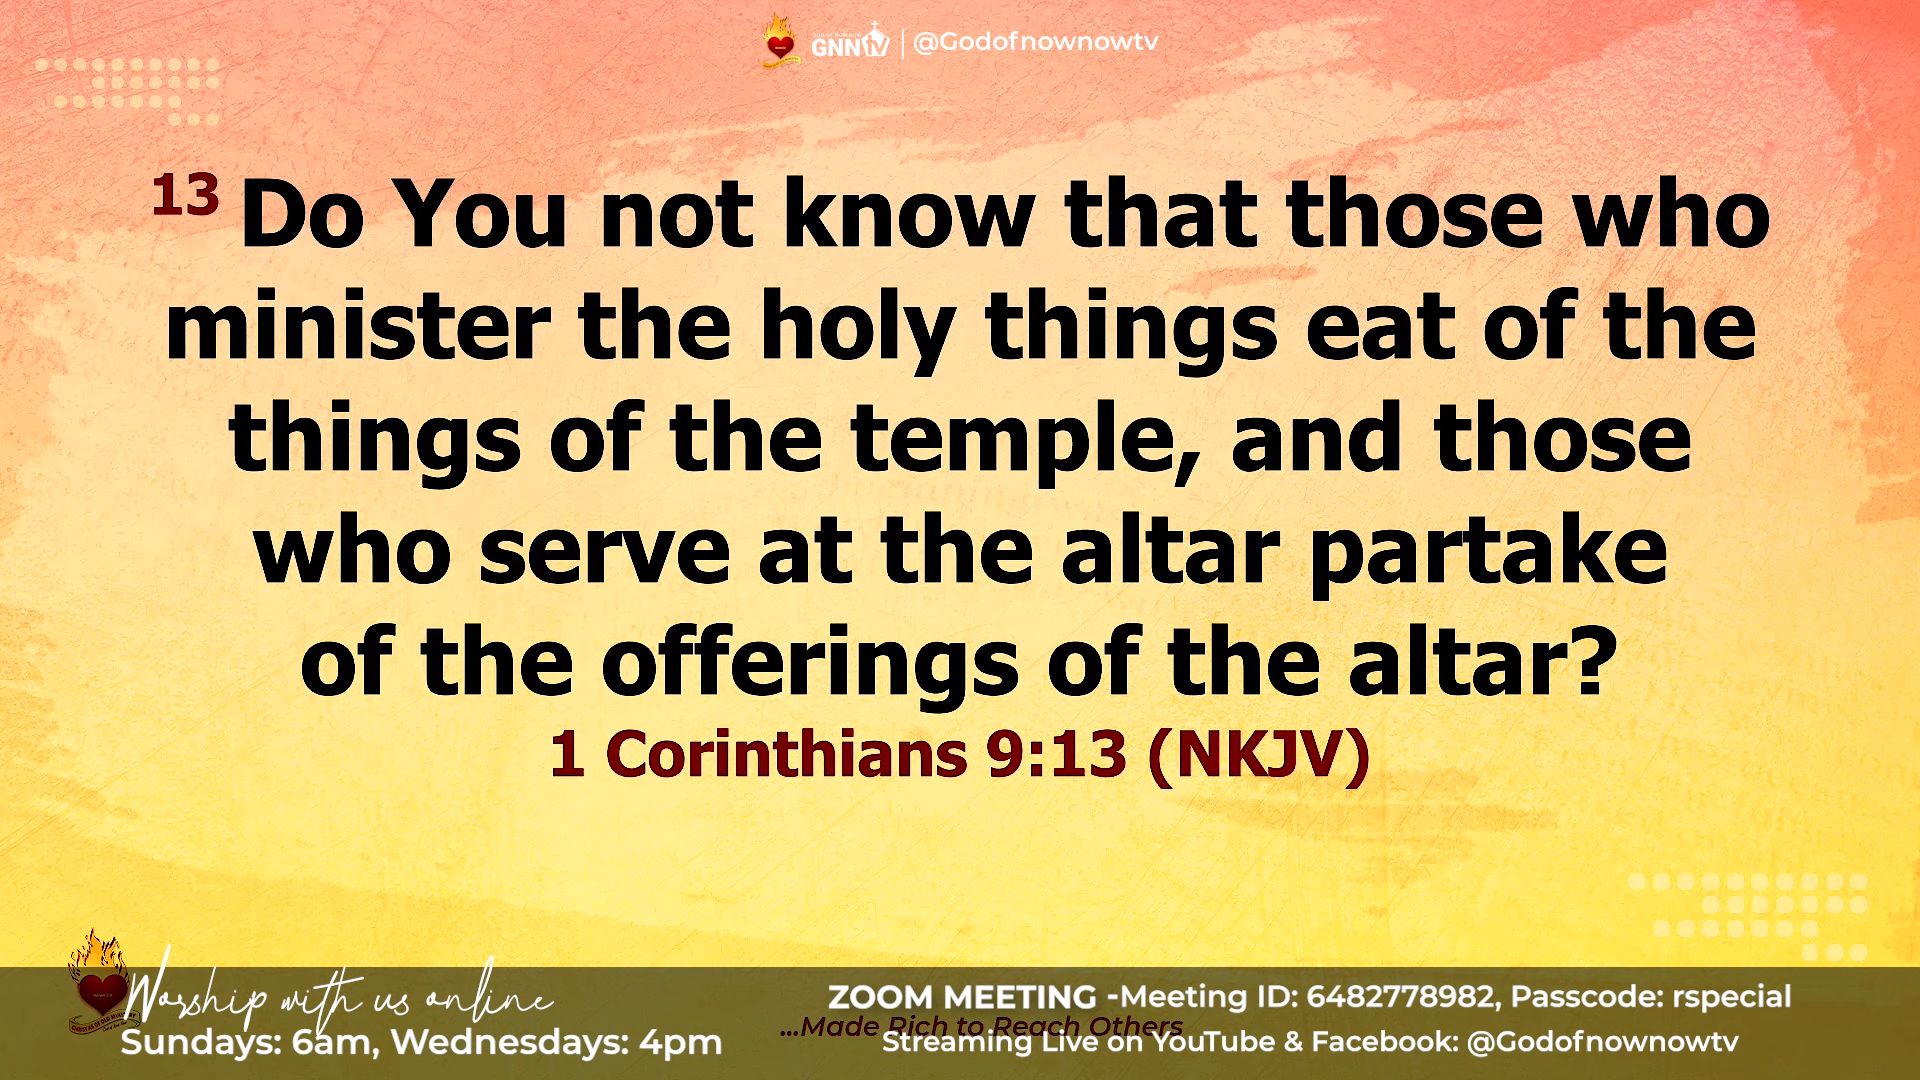 GNNTV | @Godofnownowtv
13 Do You not know that those who
minister the holy things eat of the
things of the temple, and those
who serve at the altar partake
of the offerings of the altar?
1 Corinthians 9:13 (NKJV)
Worship with us online
Sundays: 6am, Wednesdays: 4pm
ZOOM MEETING -Meeting ID: 6482778982, Passcode: rspecial
...Made Rich to Reach Others
Streaming Live on YouTube & Facebook: @Godofnownowtv